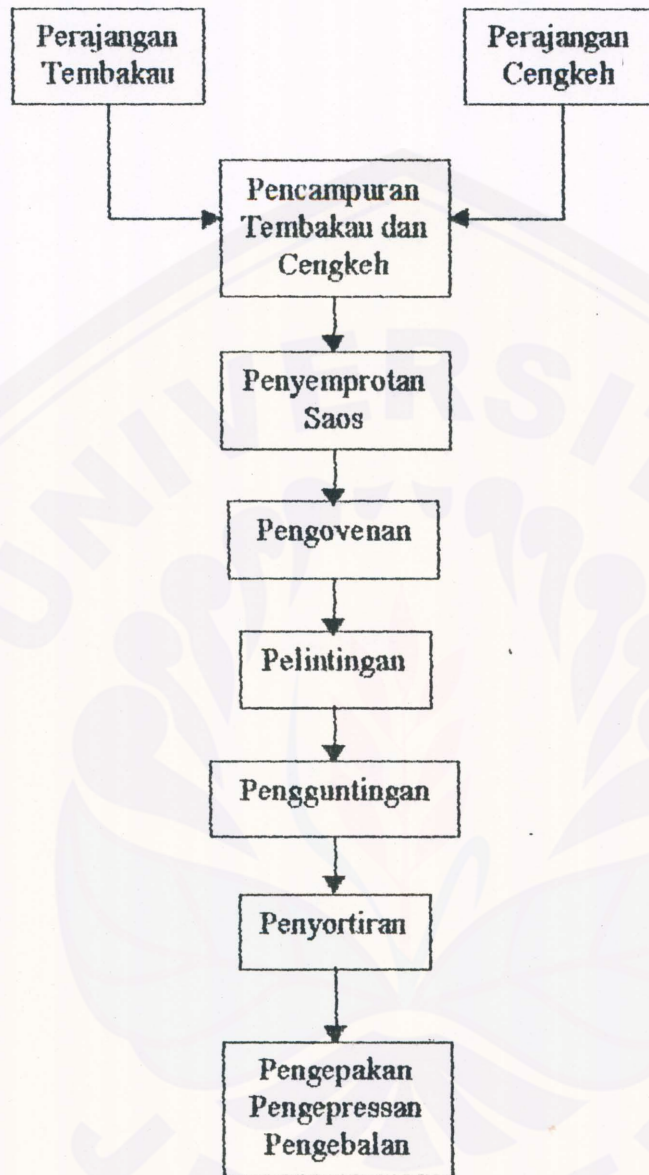 Perajangan
Tembakau
Perajangan
Cengkeh
Pencampuran
Tembakau dan
Cengkeh
Penyemprotan
Saos
Pengovenan
Pelintingan
Pengguntingan
Penyortiran
Pengepakan
Pengepressan
Pengebalan